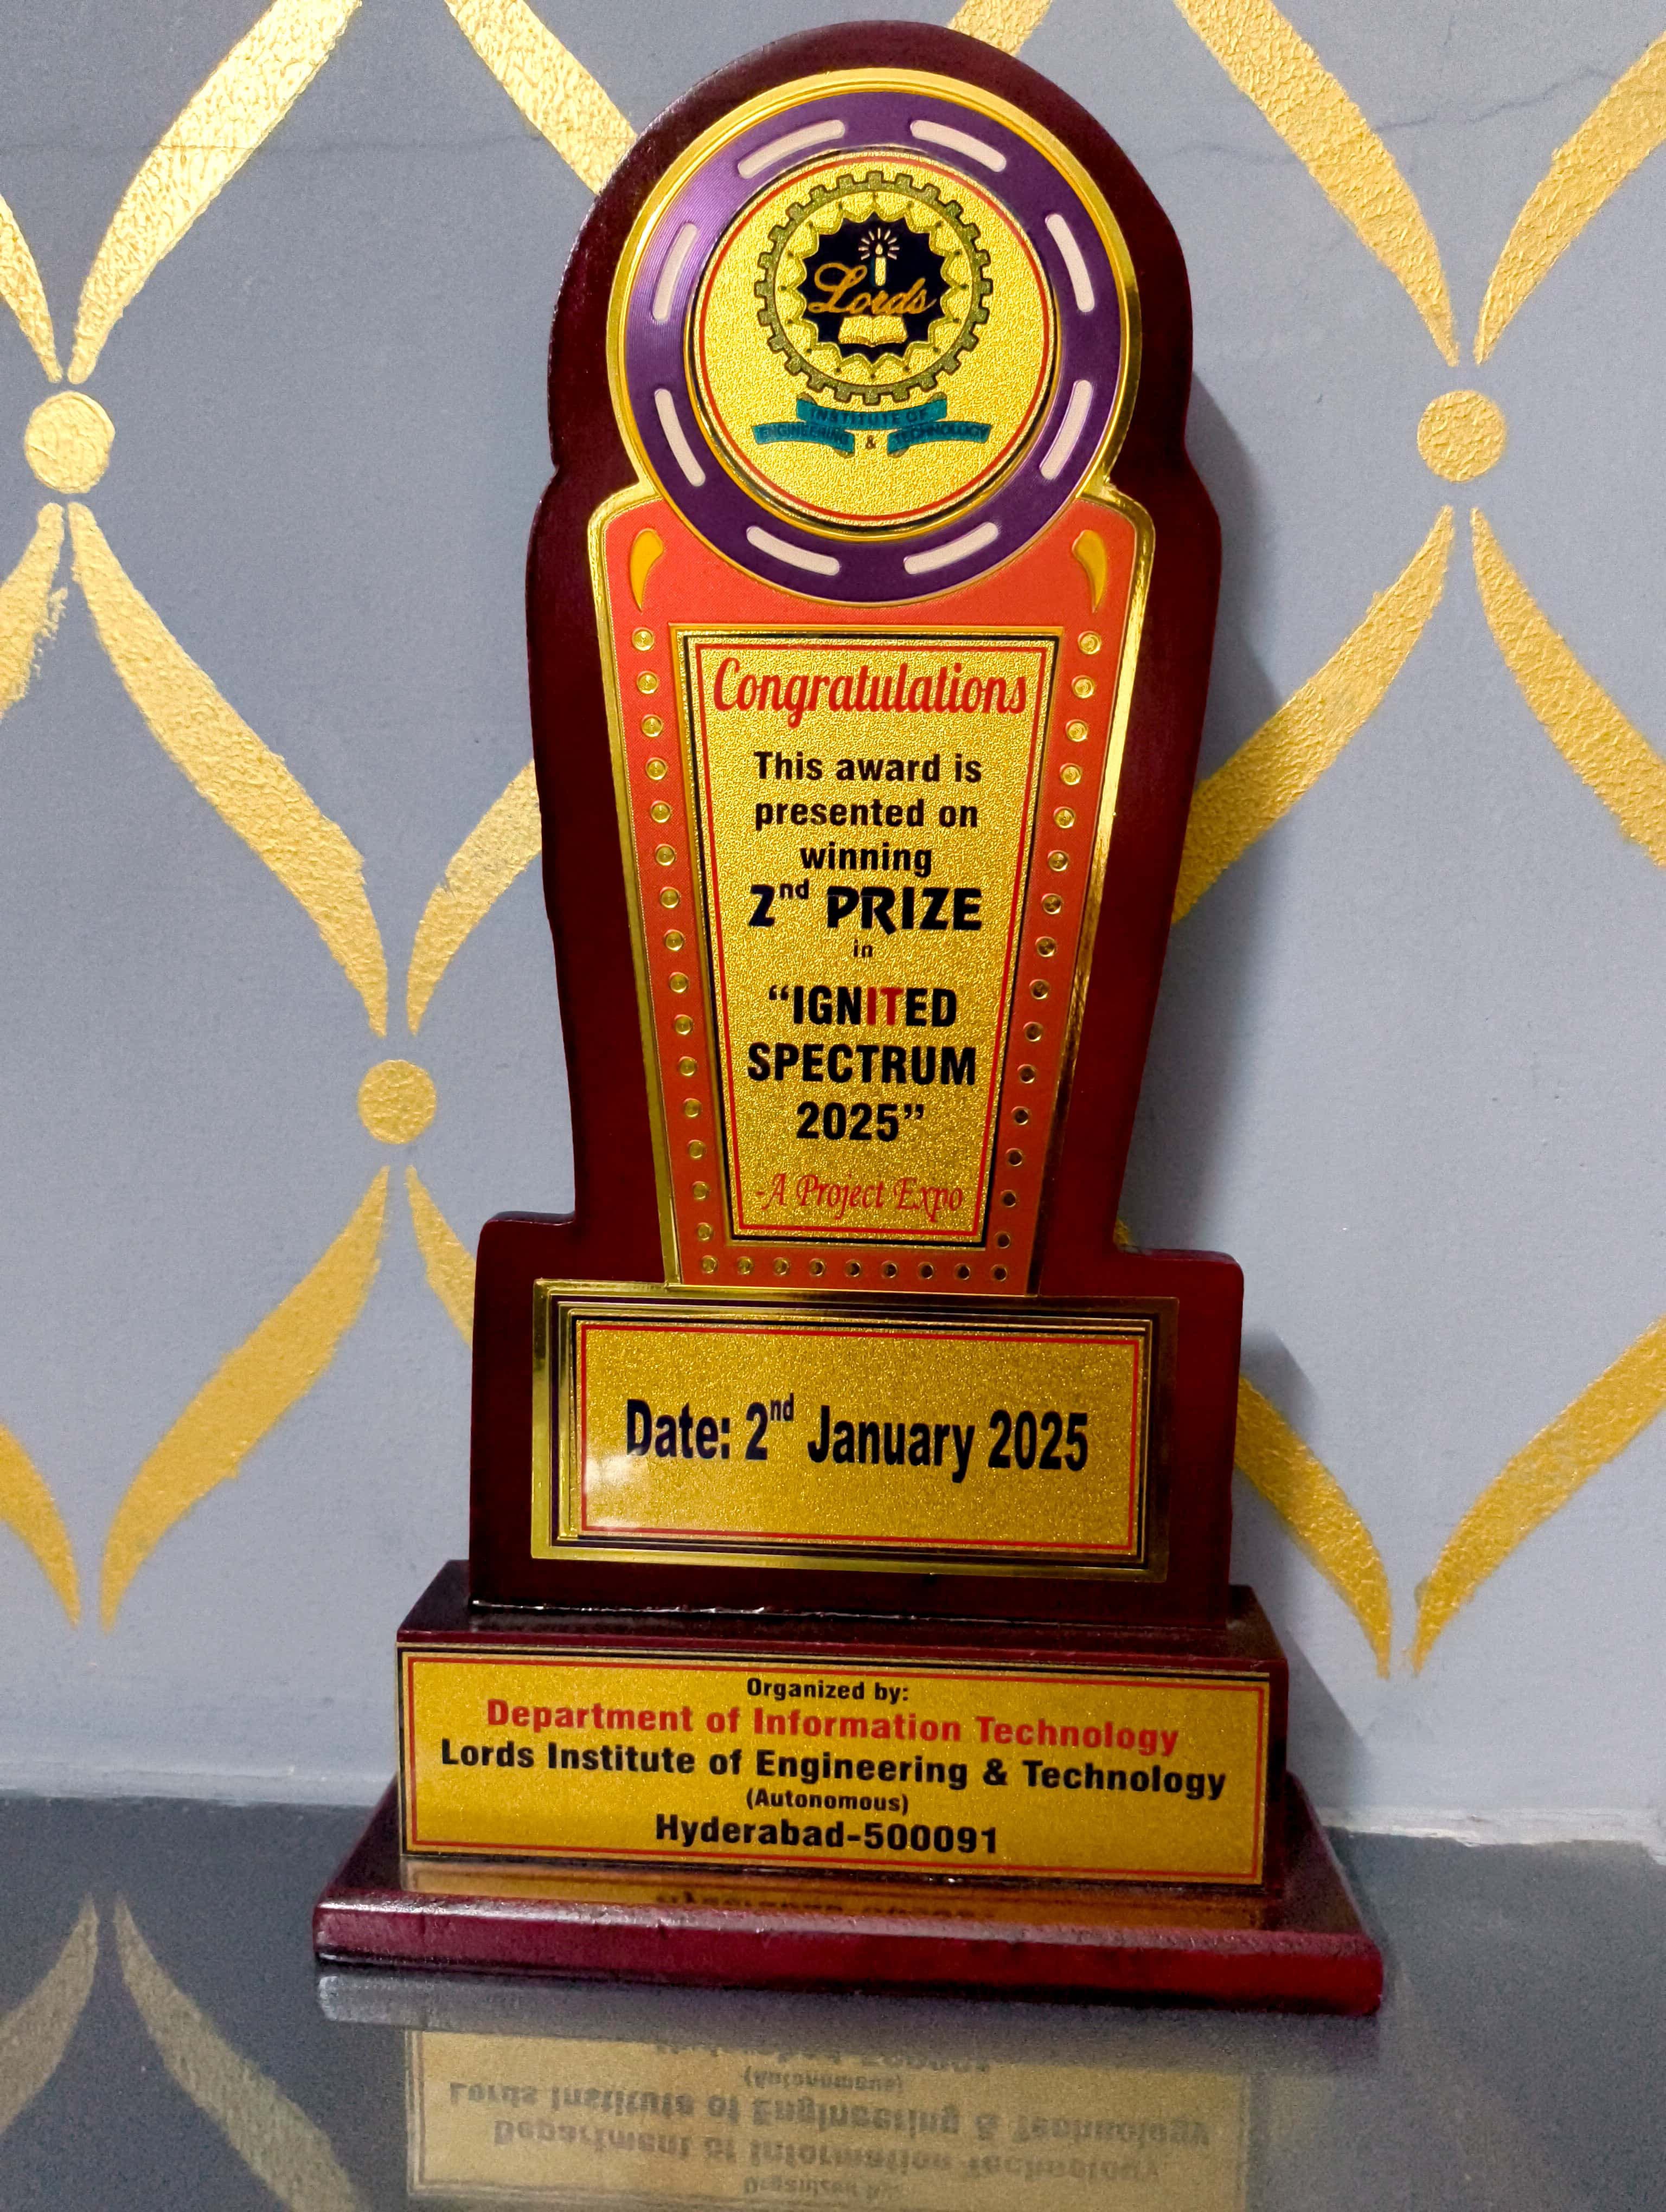 Lords
INSTITUTE OF
ENGINEERING & TECHNOLOGY
Congratulations
This award is
presented on
winning
2nd PRIZE
in
“IGNITED
SPECTRUM
2025”
-A Project Expo
Date: 2nd January 2025
Organized by:
Department of Information Technology
Lords Institute of Engineering & Technology
(Autonomous)
Hyderabad-500091